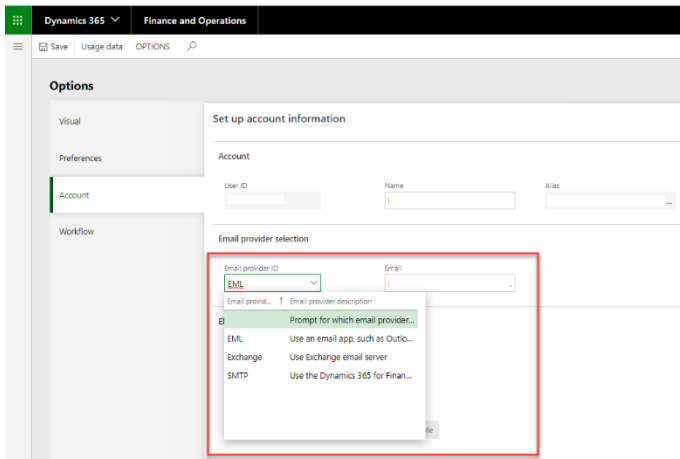 Dynamics 365 Finance and Operations
Save Usage data OPTIONS
Options
Visual
Preferences
Account
Workflow
Set up account information
Account
User ID Name Alias
...
Email provider selection
Email provider ID Email
EML
Email provid... ↑ Email provider description
Prompt for which email provider...
EML Use an email app, such as Outlo...
Exchange Use Exchange email server
SMTP Use the Dynamics 365 for Finan...